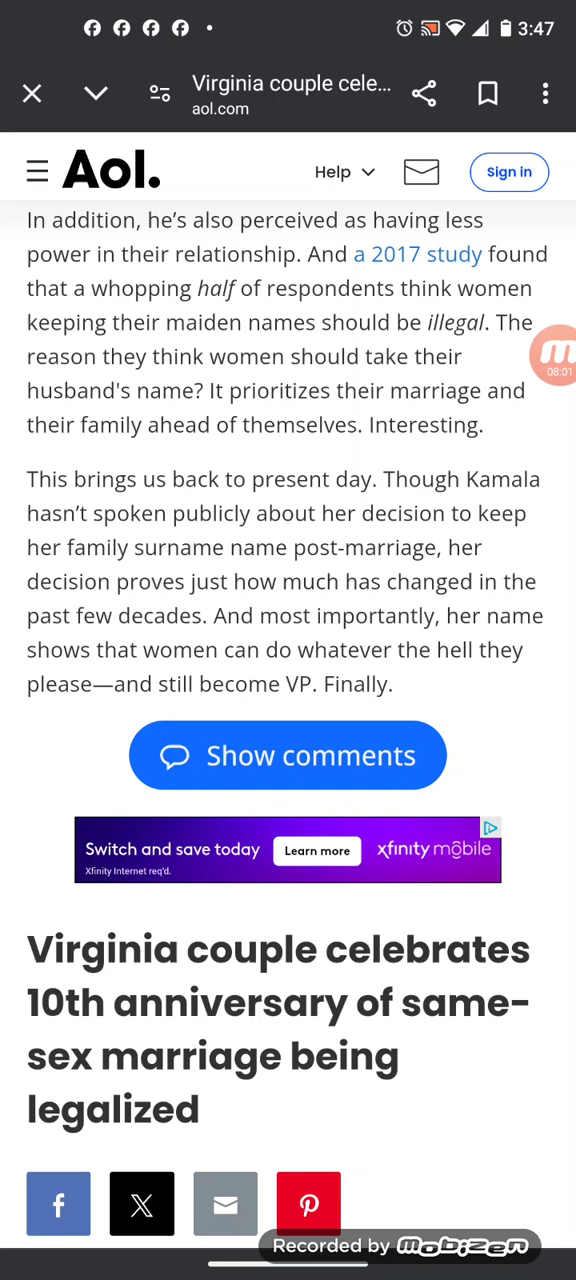 3:47
Virginia couple cele...
aol.com
Aol.
Help
Sign in
In addition, he’s also perceived as having less
power in their relationship. And a 2017 study found
that a whopping half of respondents think women
keeping their maiden names should be illegal. The
reason they think women should take their
husband's name? It prioritizes their marriage and
their family ahead of themselves. Interesting.
m
08:01
This brings us back to present day. Though Kamala
hasn’t spoken publicly about her decision to keep
her family surname name post-marriage, her
decision proves just how much has changed in the
past few decades. And most importantly, her name
shows that women can do whatever the hell they
please—and still become VP. Finally.
Show comments
Switch and save today
Xfinity Internet req'd.
Learn more
xfinity mobile
Virginia couple celebrates
10th anniversary of same-
sex marriage being
legalized
Recorded by mobizen